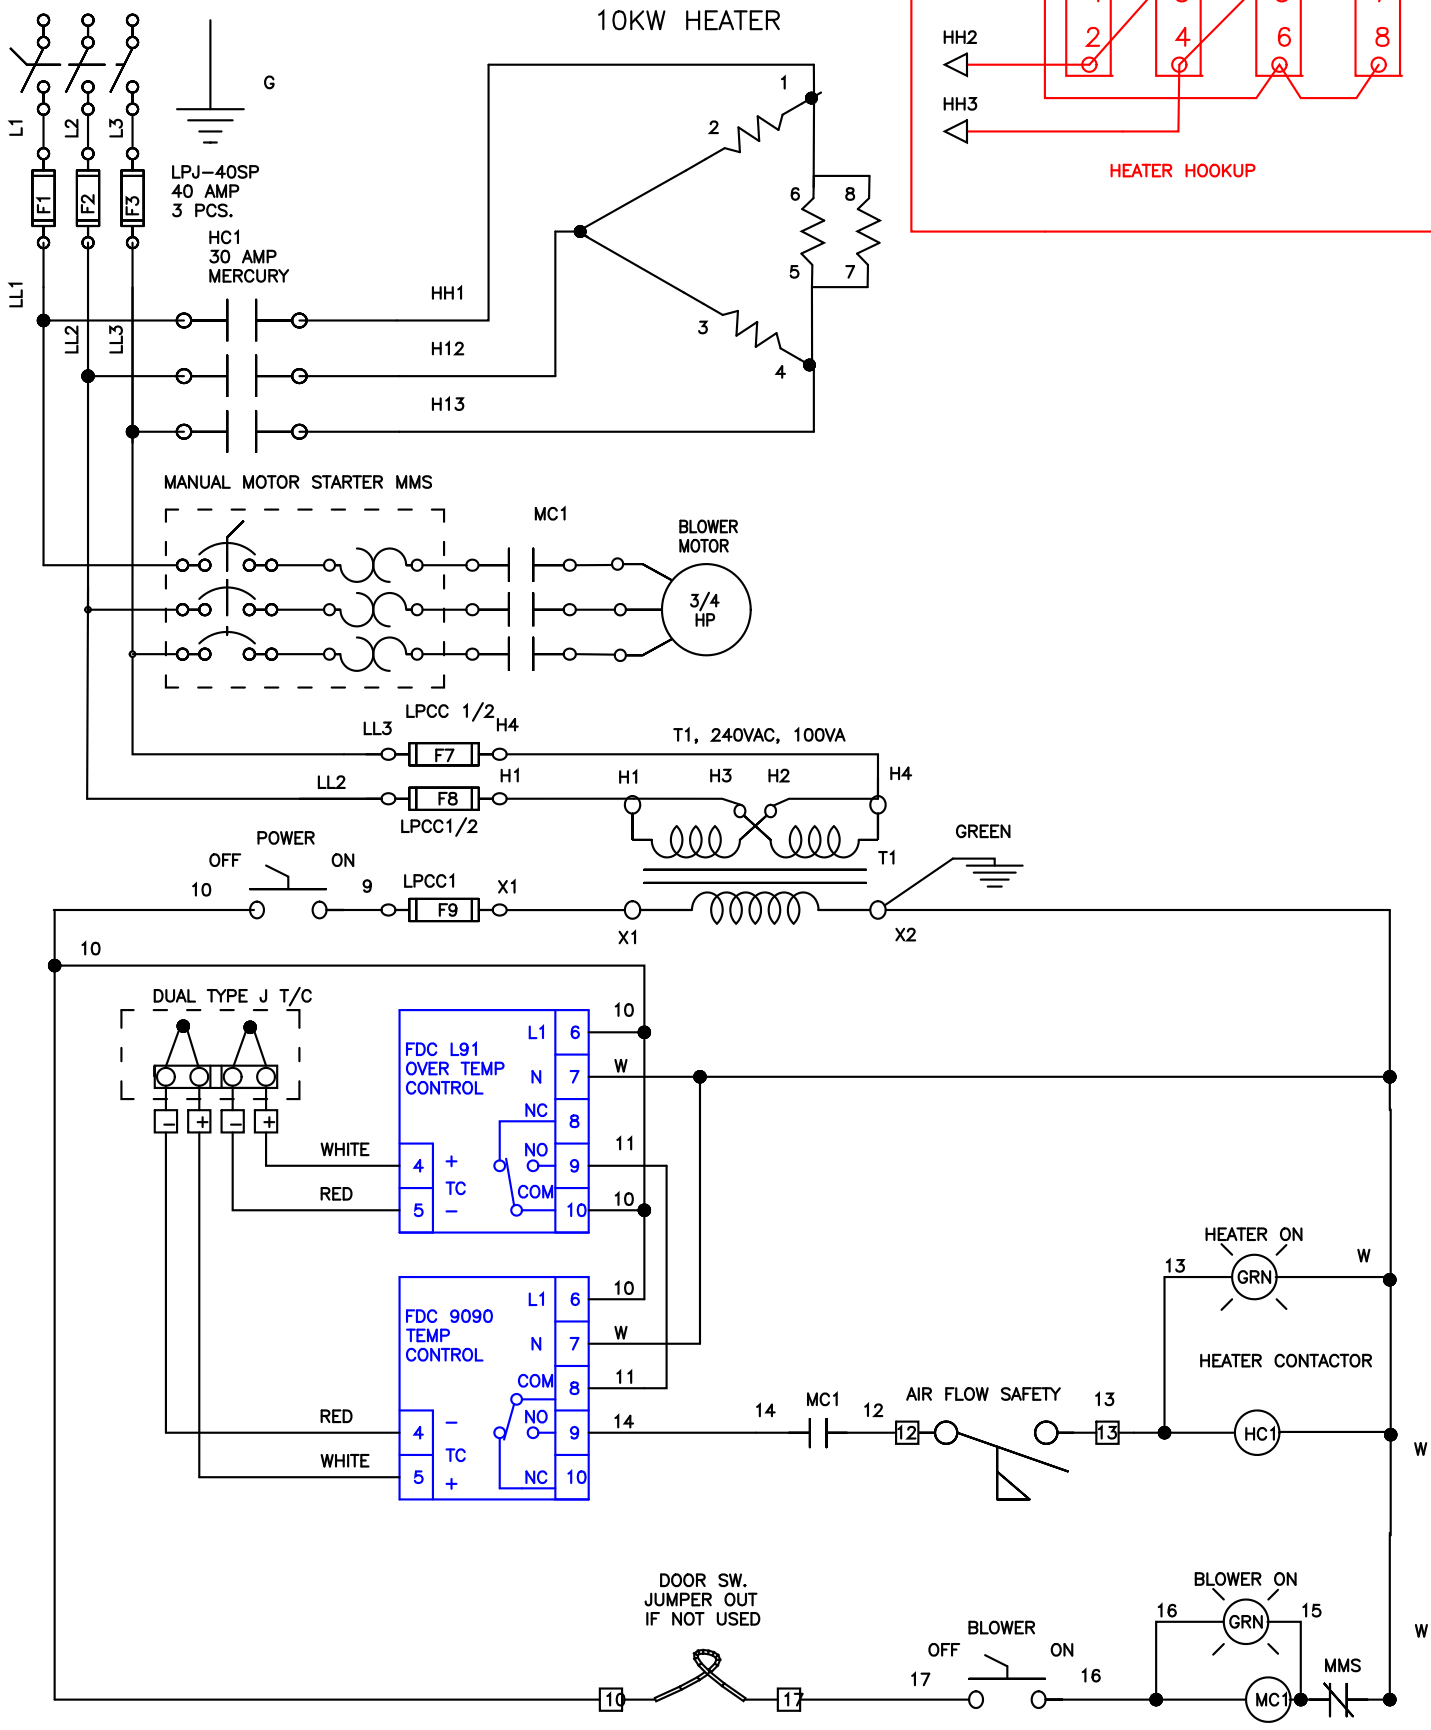 10KW HEATER
G
L1
L2
L3
F1
F2
F3
LPJ-40SP
40 AMP
3 PCS.
HC1
30 AMP
MERCURY
LL1
LL2
LL3
HH1
H12
H13
1
2
3
4
6
5
8
7
HH2
HH3
2
4
6
8
HEATER HOOKUP
MANUAL MOTOR STARTER MMS
MC1
BLOWER
MOTOR
3/4
HP
LPCC 1/2
LL3
H4
F7
T1, 240VAC, 100VA
LL2
H1
F8
LPCC1/2
H1
H3
H2
H4
T1
GREEN
POWER
OFF
ON
10
9
LPCC1
X1
F9
X1
X2
10
DUAL TYPE J T/C
- + - +
WHITE
RED
FDC L91
OVER TEMP
CONTROL
L1 6
N 7
NC 8
NO 9
COM 10
4 +
TC
5 -
10
W
11
10
FDC 9090
TEMP
CONTROL
L1 6
N 7
COM 8
NO 9
NC 10
RED
WHITE
4 -
TC
5 +
10
W
11
14
14
MC1
12
12
AIR FLOW SAFETY
13
13
HEATER ON
13
GRN
W
HEATER CONTACTOR
HC1
W
DOOR SW.
JUMPER OUT
IF NOT USED
10
17
17
BLOWER
OFF
ON
16
BLOWER ON
16
GRN
15
W
MC1
MMS